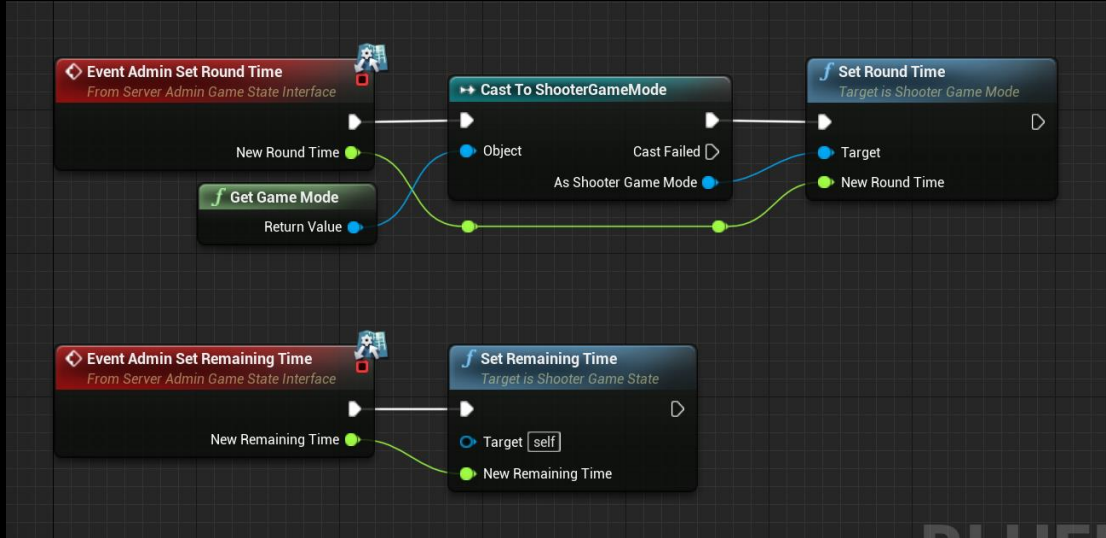 Event Admin Set Round Time
From Server Admin Game State Interface
New Round Time
Get Game Mode
Return Value
Cast To ShooterGameMode
Object
Cast Failed
As Shooter Game Mode
Set Round Time
Target is Shooter Game Mode
Target
New Round Time
Event Admin Set Remaining Time
From Server Admin Game State Interface
New Remaining Time
Set Remaining Time
Target is Shooter Game State
Target self
New Remaining Time